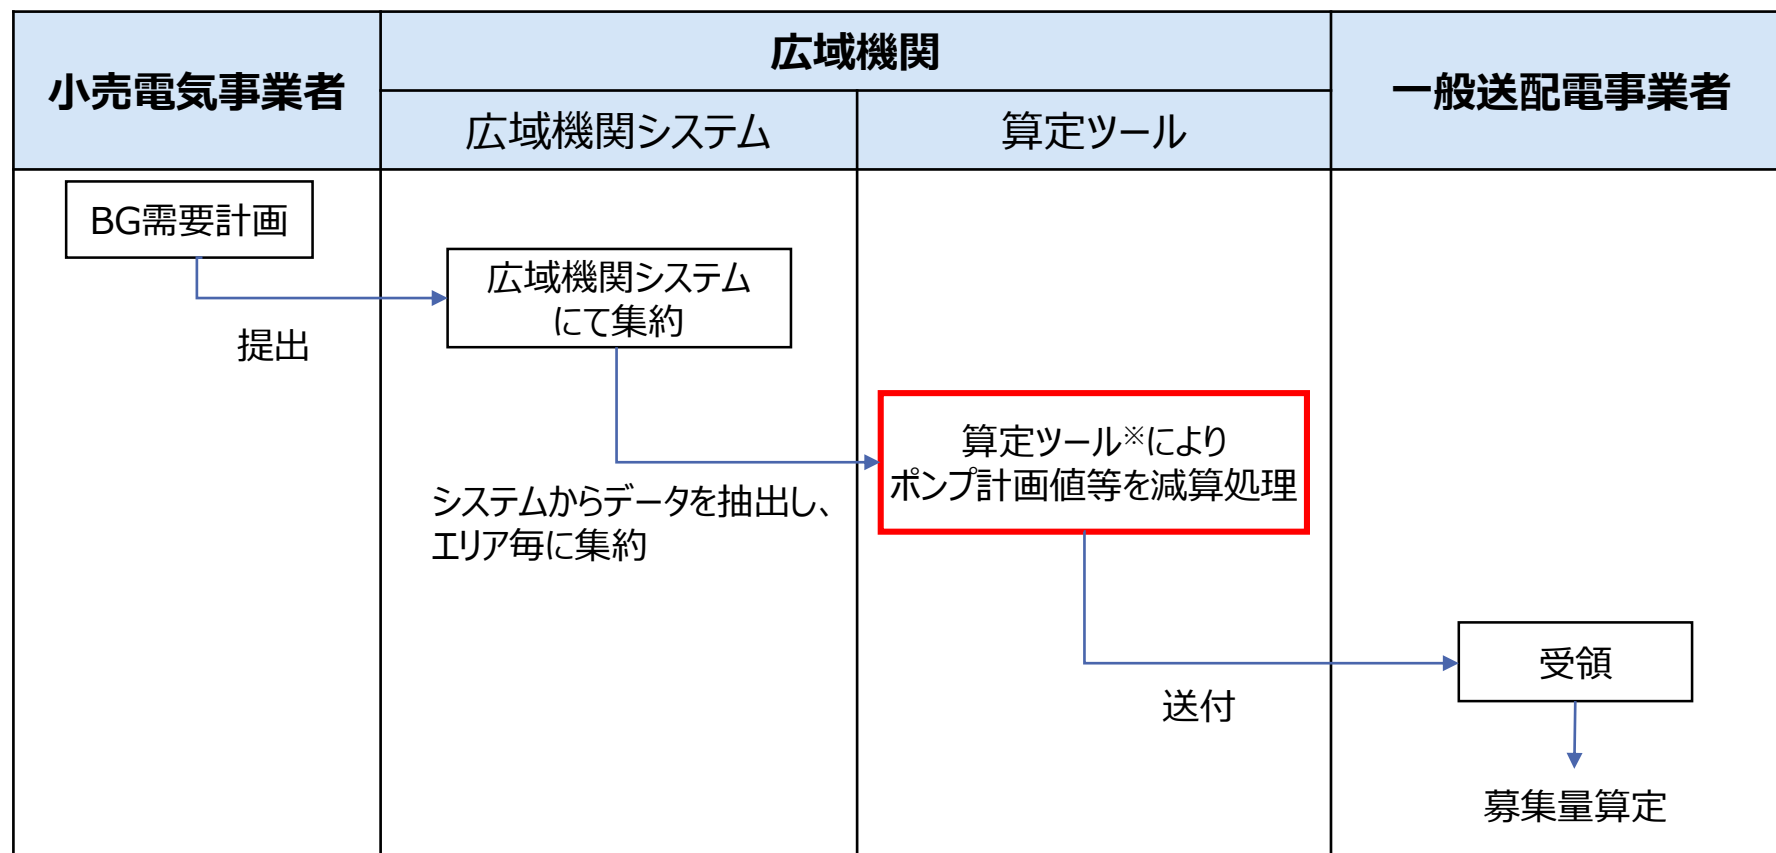 小売電気事業者
広域機関
一般送配電事業者
広域機関システム
算定ツール
BG需要計画
提出
広域機関システム
にて集約
システムからデータを抽出し、
エリア毎に集約
算定ツール※により
ポンプ計画値等を減算処理
送付
受領
募集量算定